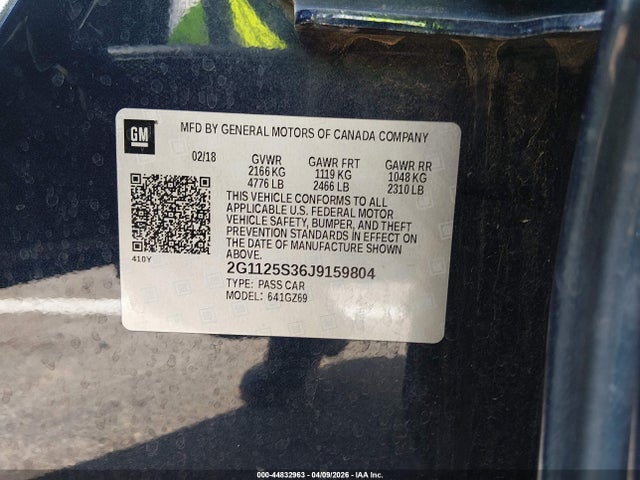 GM
MFD BY GENERAL MOTORS OF CANADA COMPANY
02/18 GVWR GAWR FRT GAWR RR
2166 KG 1119 KG 1048 KG
4776 LB 2466 LB 2310 LB
THIS VEHICLE CONFORMS TO ALL
APPLICABLE U.S. FEDERAL MOTOR
VEHICLE SAFETY, BUMPER, AND THEFT
PREVENTION STANDARDS IN EFFECT ON
THE DATE OF MANUFACTURE SHOWN
ABOVE.
410Y
2G1125S36J9159804
TYPE: PASS CAR
MODEL: 641GZ69
000-44832963 - 04/09/2026 - IAA Inc.